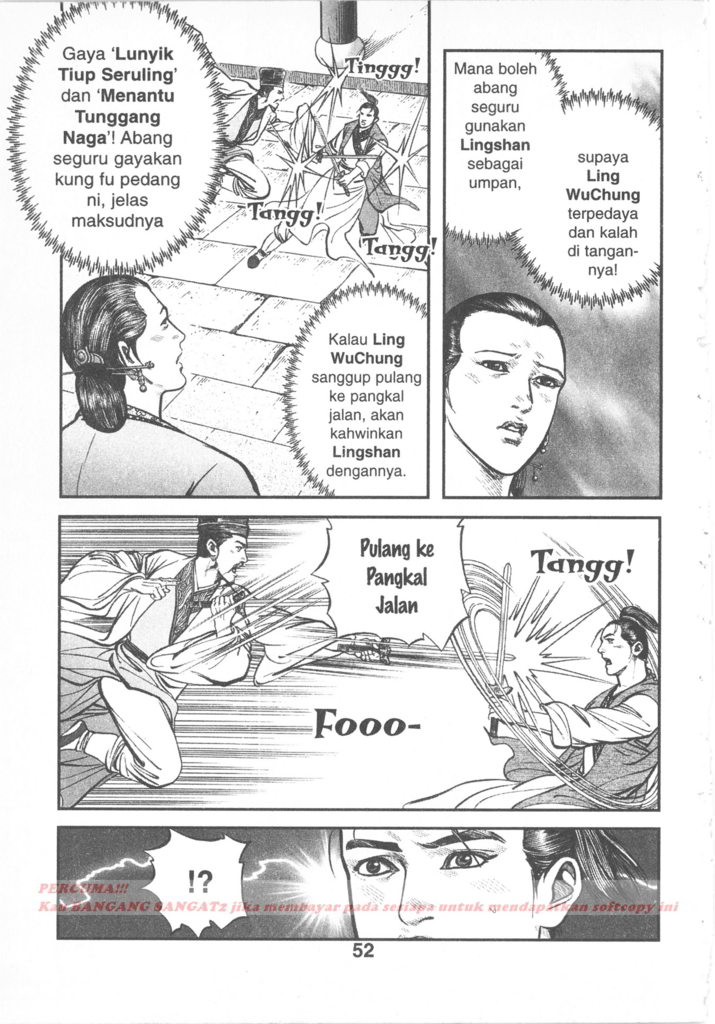 Gaya 'Lunyik
Tiup Seruling'
dan 'Menantu
Tunggang
Naga'! Abang
seguru gayakan
kung fu pedang
ni, jelas
maksudnya
Tinggg!
Tangg!
Tangg!
Kalau Ling
WuChung
sanggup pulang
ke pangkal
jalan, akan
kahwinkan
Lingshan
dengannya.
Mana boleh
abang
seguru
gunakan
Lingshan
sebagai
umpan,
supaya
Ling
WuChung
terpedaya
dan kalah
di tangan-
nya!
Pulang ke
Pangkal
Jalan
Tangg!
Fooo-
!?
PERCUMA!!!
Kau BANGANG SANGAT2 jika membayar pada sesiapa untuk mendapatkan softcopy ini
52